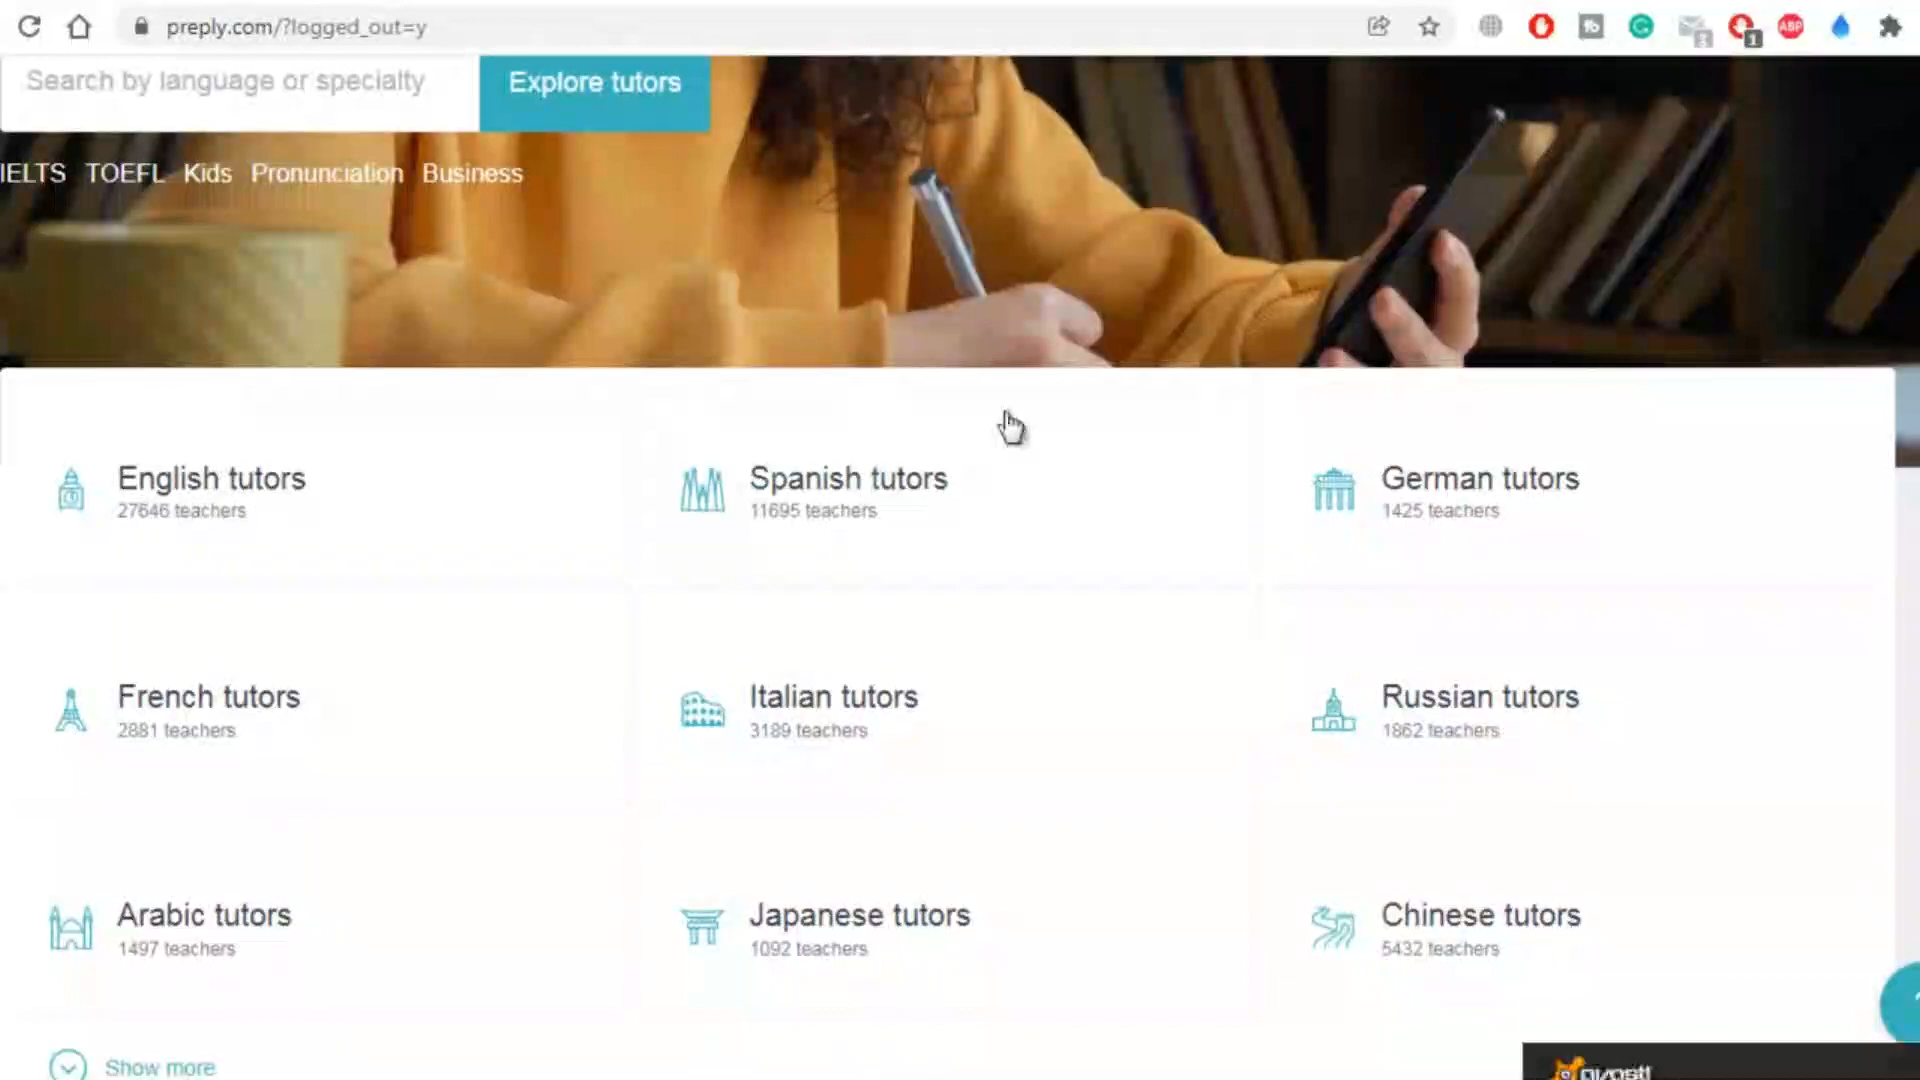 preply.com/?logged_out=y
ABP
1
Search by language or specialty
Explore tutors
IELTS TOEFL Kids Pronunciation Business
English tutors
27646 teachers
Spanish tutors
11695 teachers
German tutors
1425 teachers
French tutors
2881 teachers
Italian tutors
3189 teachers
Russian tutors
1862 teachers
Arabic tutors
1497 teachers
Japanese tutors
1092 teachers
Chinese tutors
5432 teachers
Show more